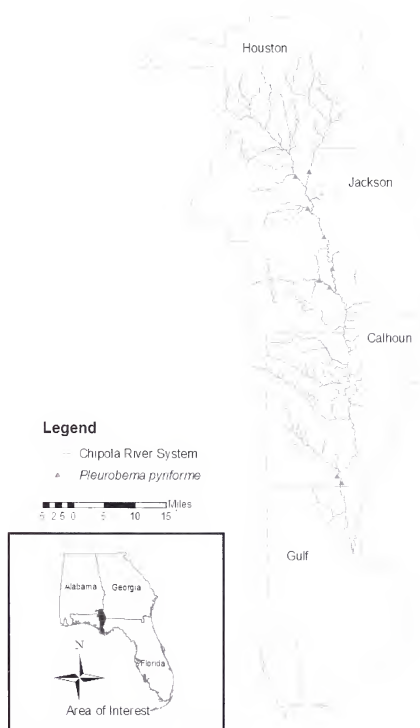 Houston
Jackson
Calhoun
Legend
Chipola River System
Pleurobema pyriforme
Miles
5 2.5 0 5 10 15
Gulf
Alabama Georgia
N
Florida
Area of Interest